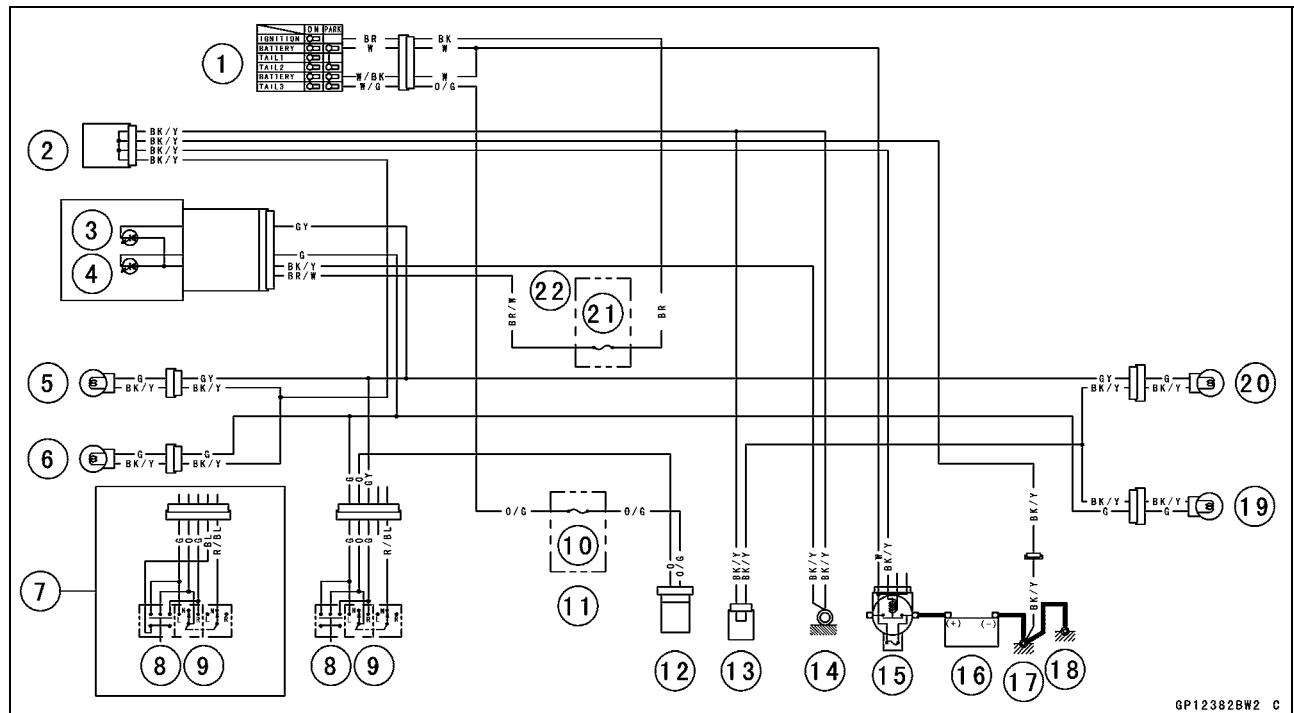 ON PARK
IGNITION
BATTERY
TAIL1
TAIL2
BATTERY
TAIL3
BR BK
W W
W/BK W
W/G O/G
1
2
BK/Y
BK/Y
BK/Y
BK/Y
3
4
GY
G
BK/Y
BR/W
22
21
BR/W
BR
5
G GY
BK/Y BK/Y
6
G G
BK/Y BK/Y
GY G
BK/Y BK/Y
20
BK/Y BK/Y
G G
19
G
O
GY
7
G
O
G
BL
R/BL
R/BL
8
9
8
9
O/G O/G
10
11
O
O/G
12
BK/Y
BK/Y
13
BK/Y
BK/Y
14
W
BK/Y
15
(+) (-)
16
BK/Y
BK/Y
17
18
GP12382BW2 C